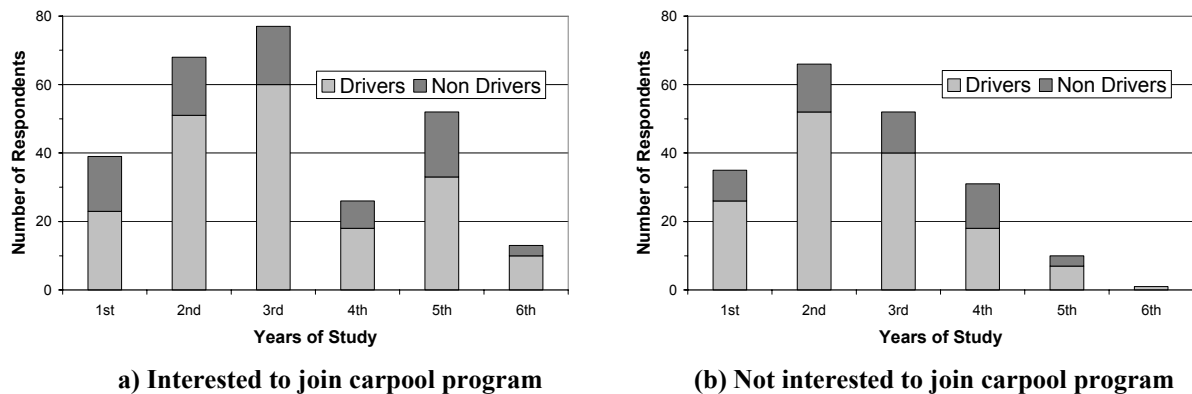 80
60
40
20
0
Number of Respondents
Drivers Non Drivers
1st 2nd 3rd 4th 5th 6th
Years of Study
a) Interested to join carpool program
80
60
40
20
0
Number of Respondents
Drivers Non Drivers
1st 2nd 3rd 4th 5th 6th
Years of Study
(b) Not interested to join carpool program